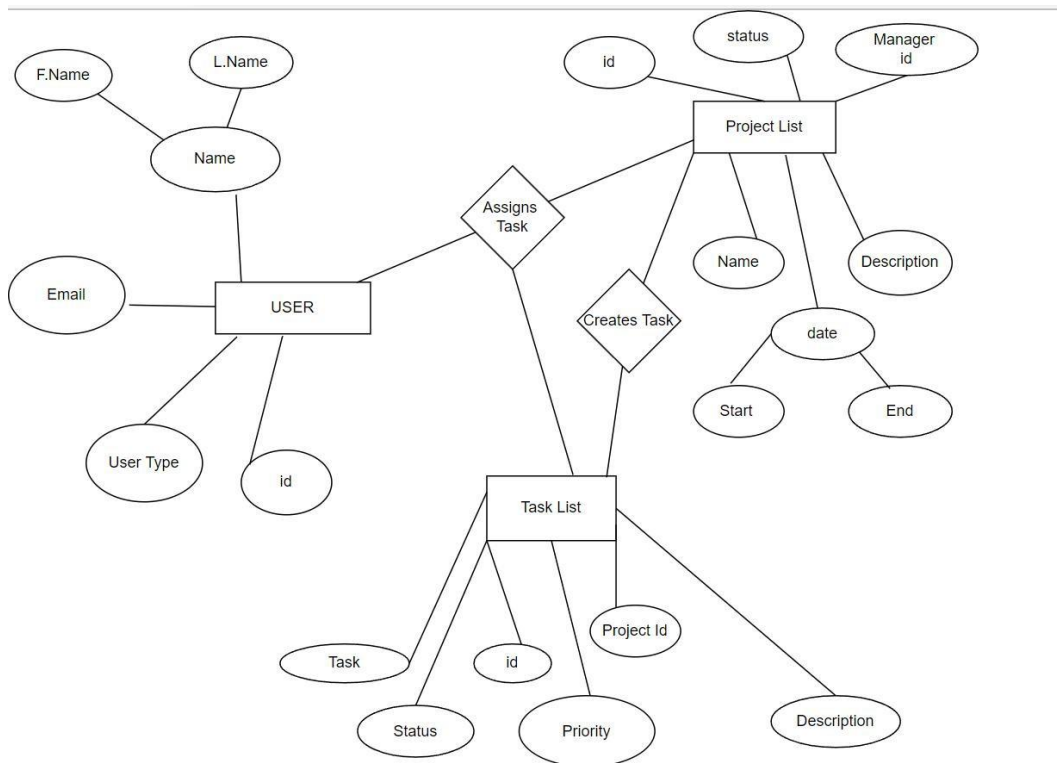 status
Manager
id
id
L.Name
F.Name
Project List
Name
Assigns
Task
Name
Description
Email
USER
Creates Task
date
Start
End
User Type
id
Task List
Project Id
Task
id
Status
Priority
Description